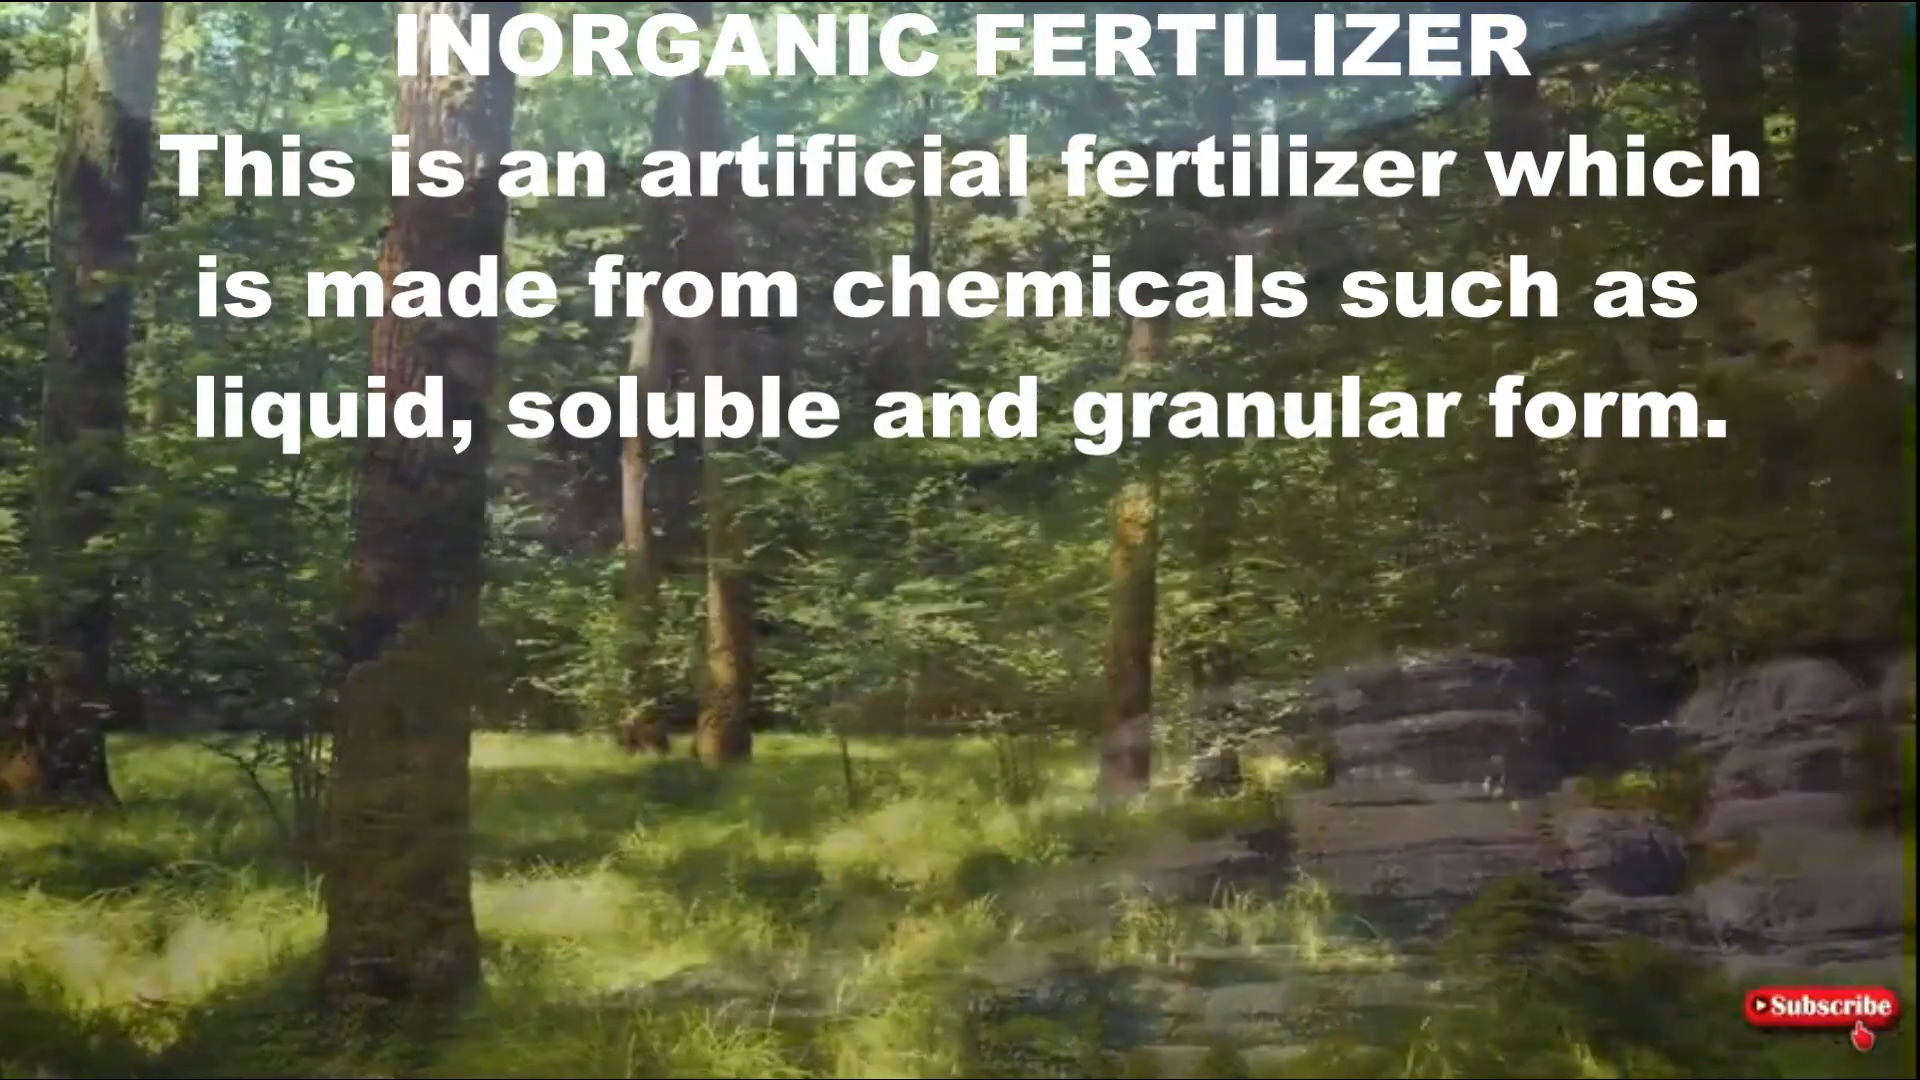 INORGANIC FERTILIZER
This is an artificial fertilizer which
is made from chemicals such as
liquid, soluble and granular form.
Subscribe